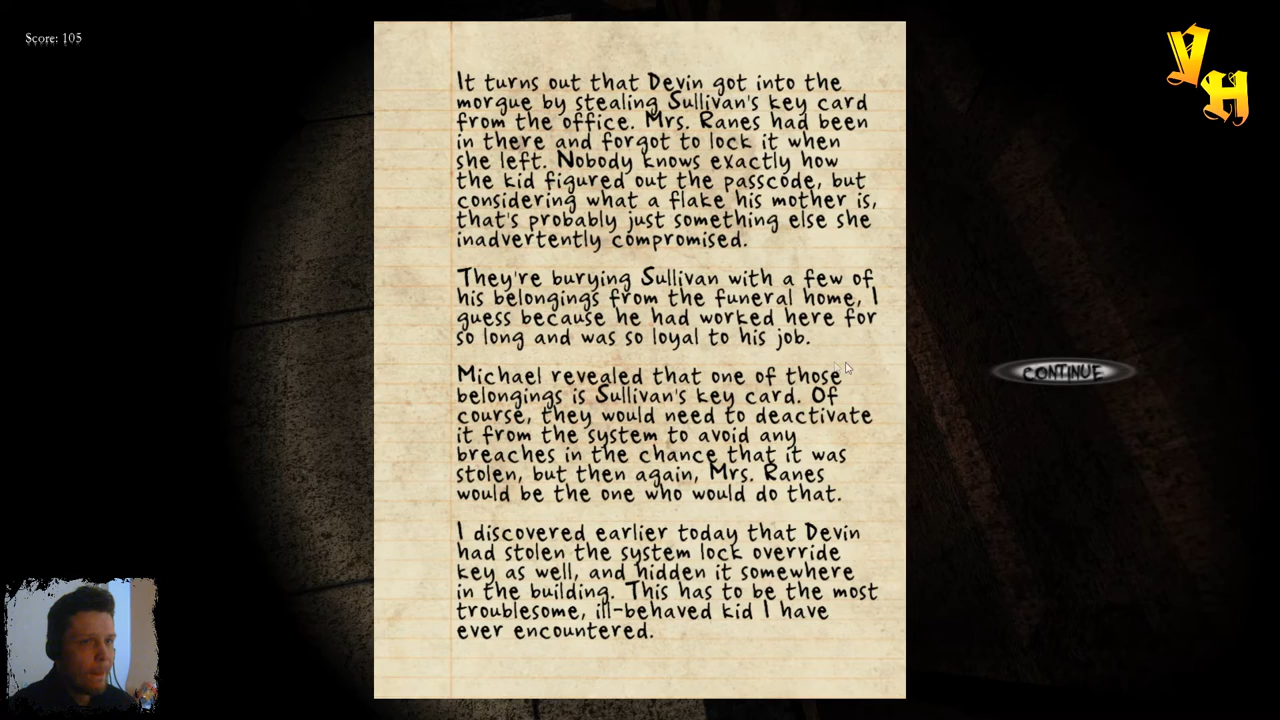 Score: 105
VH
It turns out that Devin got into the
morgue by stealing Sullivan's key card
from the office. Mrs. Ranes had been
in there and forgot to lock it when
she left. Nobody knows exactly how
the kid figured out the passcode, but
considering what a flake his mother is,
that's probably just something else she
inadvertently compromised.
They're burying Sullivan with a few of
his belongings from the funeral home, I
guess because he had worked here for
so long and was so loyal to his job.
Michael revealed that one of those
belongings is Sullivan's key card. Of
course, they would need to deactivate
it from the system to avoid any
breaches in the chance that it was
stolen, but then again, Mrs. Ranes
would be the one who would do that.
I discovered earlier today that Devin
had stolen the system lock override
key as well, and hidden it somewhere
in the building. This has to be the most
troublesome, ill-behaved kid I have
ever encountered.
CONTINUE